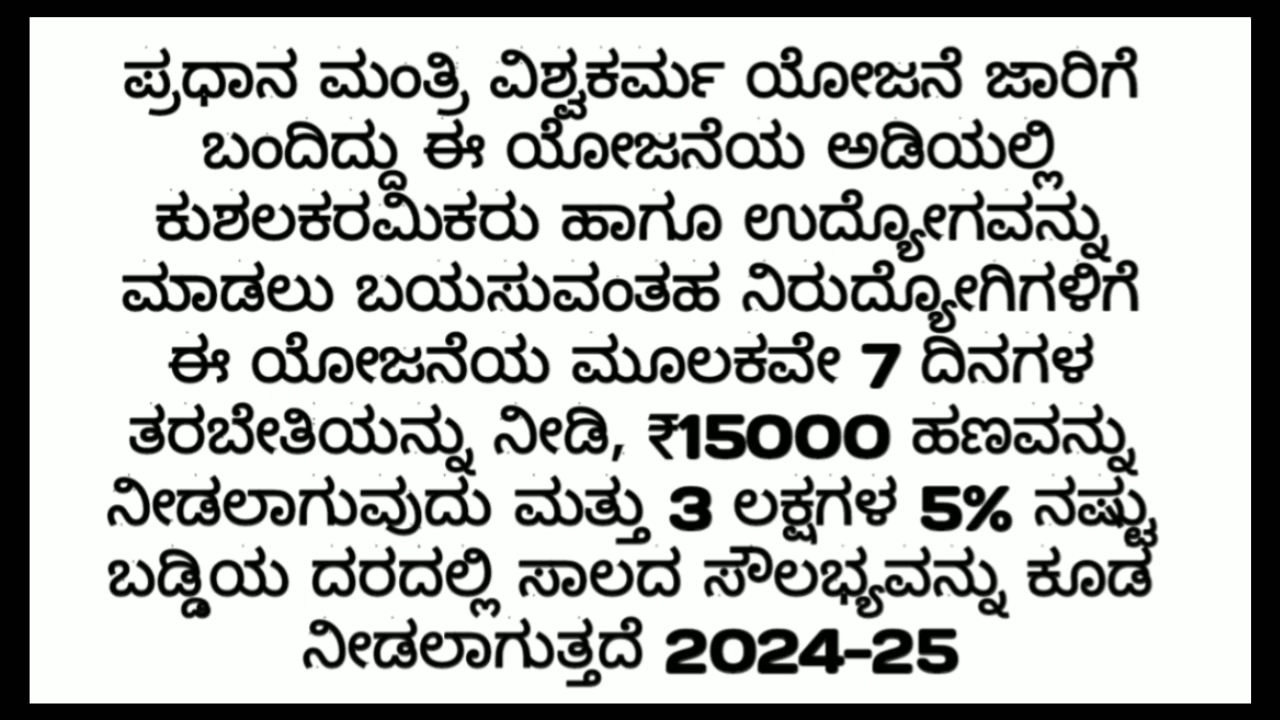 ಪ್ರಧಾನ ಮಂತ್ರಿ ವಿಶ್ವಕರ್ಮ ಯೋಜನೆ ಜಾರಿಗೆ
ಬಂದಿದ್ದು ಈ ಯೋಜನೆಯ ಅಡಿಯಲ್ಲಿ
ಕುಶಲಕರಮಿಕರು ಹಾಗೂ ಉದ್ಯೋಗವನ್ನು
ಮಾಡಲು ಬಯಸುವಂತಹ ನಿರುದ್ಯೋಗಿಗಳಿಗೆ
ಈ ಯೋಜನೆಯ ಮೂಲಕವೇ 7 ದಿನಗಳ
ತರಬೇತಿಯನ್ನು ನೀಡಿ, ₹15000 ಹಣವನ್ನು
ನೀಡಲಾಗುವುದು ಮತ್ತು 3 ಲಕ್ಷಗಳ 5% ನಷ್ಟು
ಬಡ್ಡಿಯ ದರದಲ್ಲಿ ಸಾಲದ ಸೌಲಭ್ಯವನ್ನು ಕೂಡ
ನೀಡಲಾಗುತ್ತದೆ 2024-25